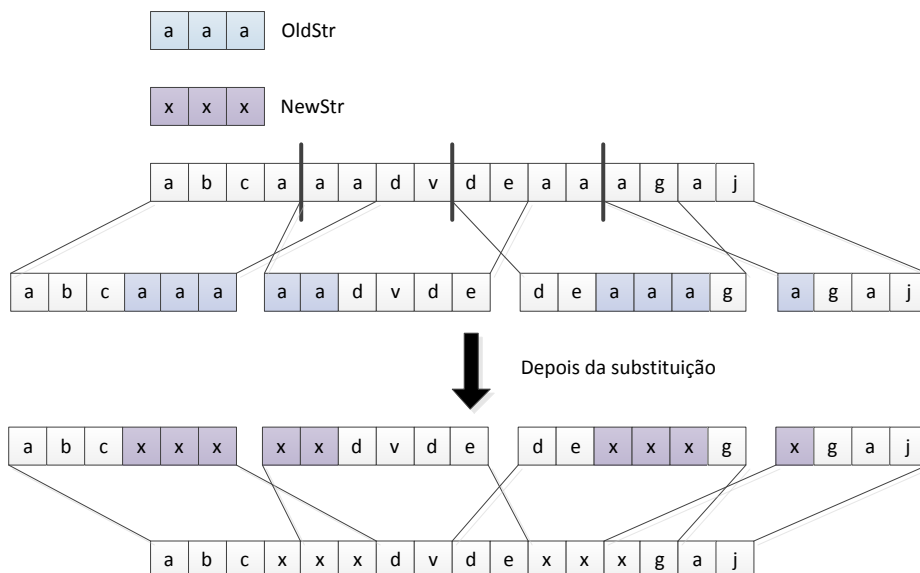 a a a OldStr
x x x NewStr
a b c a a a d v d e a a a g a j
a b c a a a a a d v d e d e a a a g a g a j
Depois da substituição
a b c x x x x x d v d e d e x x x g x g a j
a b c x x x d v d e x x x g a j